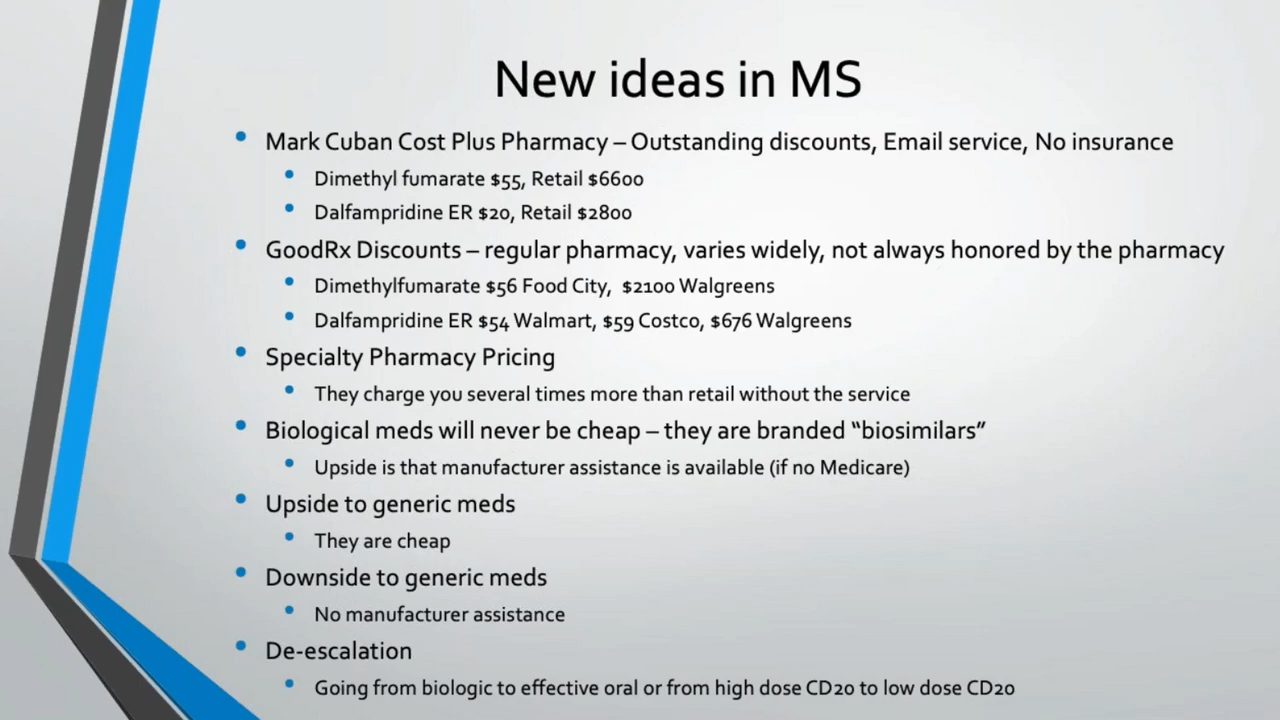 New ideas in MS
Mark Cuban Cost Plus Pharmacy – Outstanding discounts, Email service, No insurance
Dimethyl fumarate $55, Retail $6600
Dalfampridine ER $20, Retail $2800
GoodRx Discounts – regular pharmacy, varies widely, not always honored by the pharmacy
Dimethylfumarate $56 Food City,  $2100 Walgreens
Dalfampridine ER $54 Walmart, $59 Costco, $676 Walgreens
Specialty Pharmacy Pricing
They charge you several times more than retail without the service
Biological meds will never be cheap – they are branded “biosimilars”
Upside is that manufacturer assistance is available (if no Medicare)
Upside to generic meds
They are cheap
Downside to generic meds
No manufacturer assistance
De-escalation
Going from biologic to effective oral or from high dose CD20 to low dose CD20